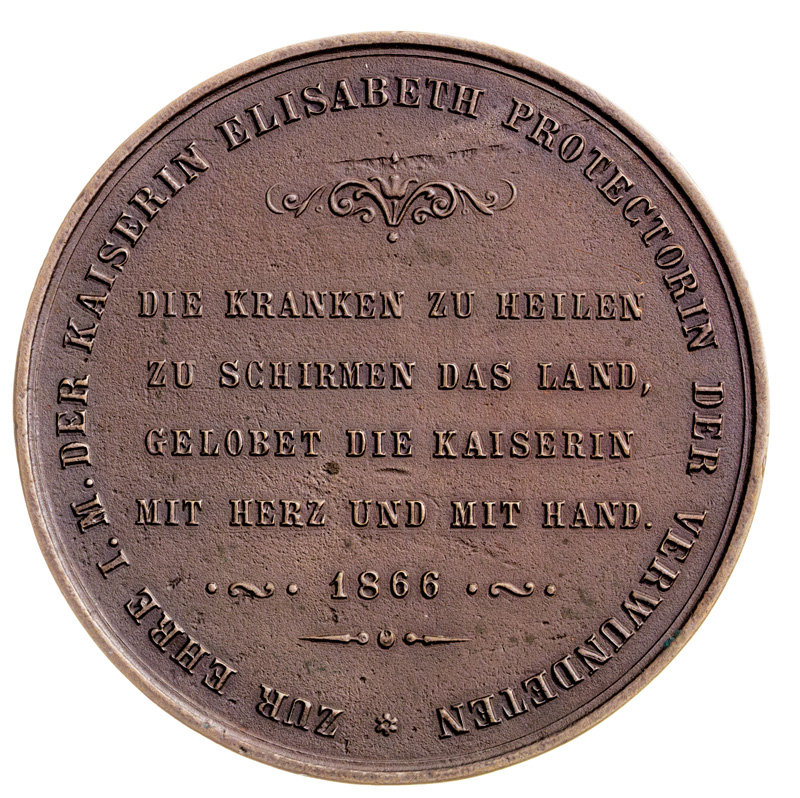 ZUR EHRE I. M. DER KAISERIN ELISABETH PROTECTORIN DER VERWUNDETEN
DIE KRANKEN ZU HEILEN
ZU SCHIRMEN DAS LAND,
GELOBET DIE KAISERIN
MIT HERZ UND MIT HAND.
1866